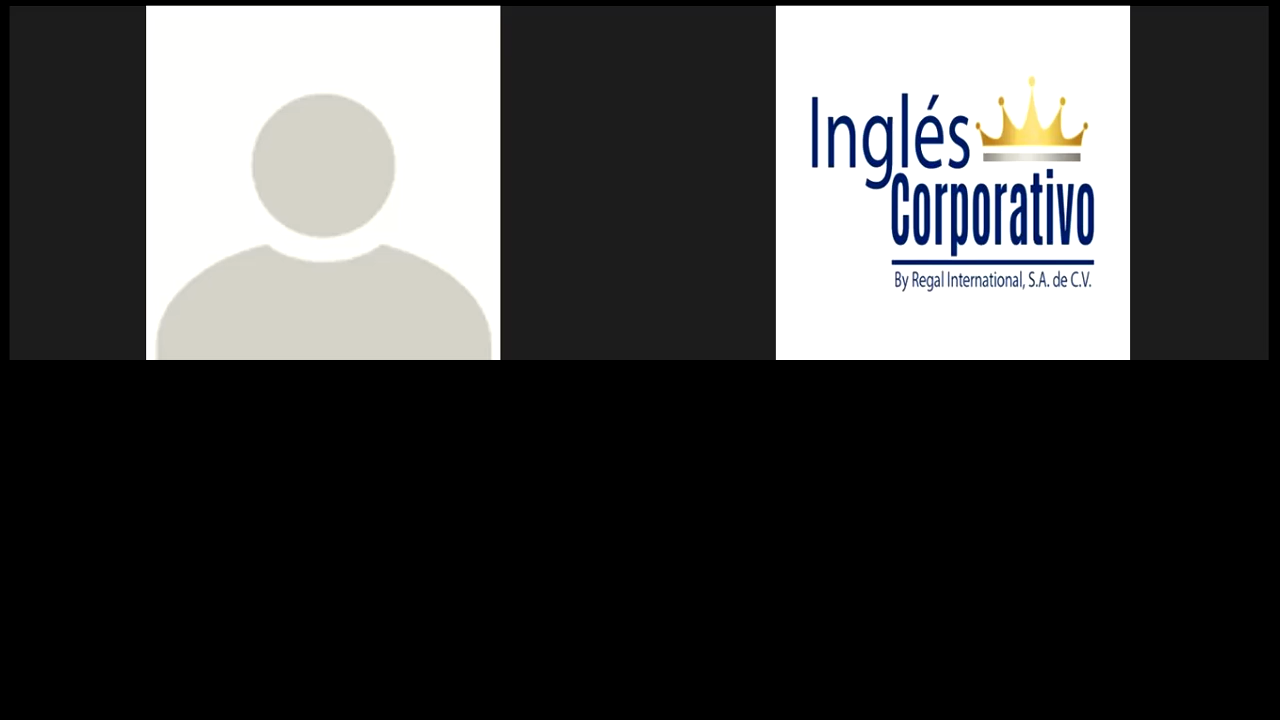 Inglés
Corporativo
By Regal International, S.A. de C.V.